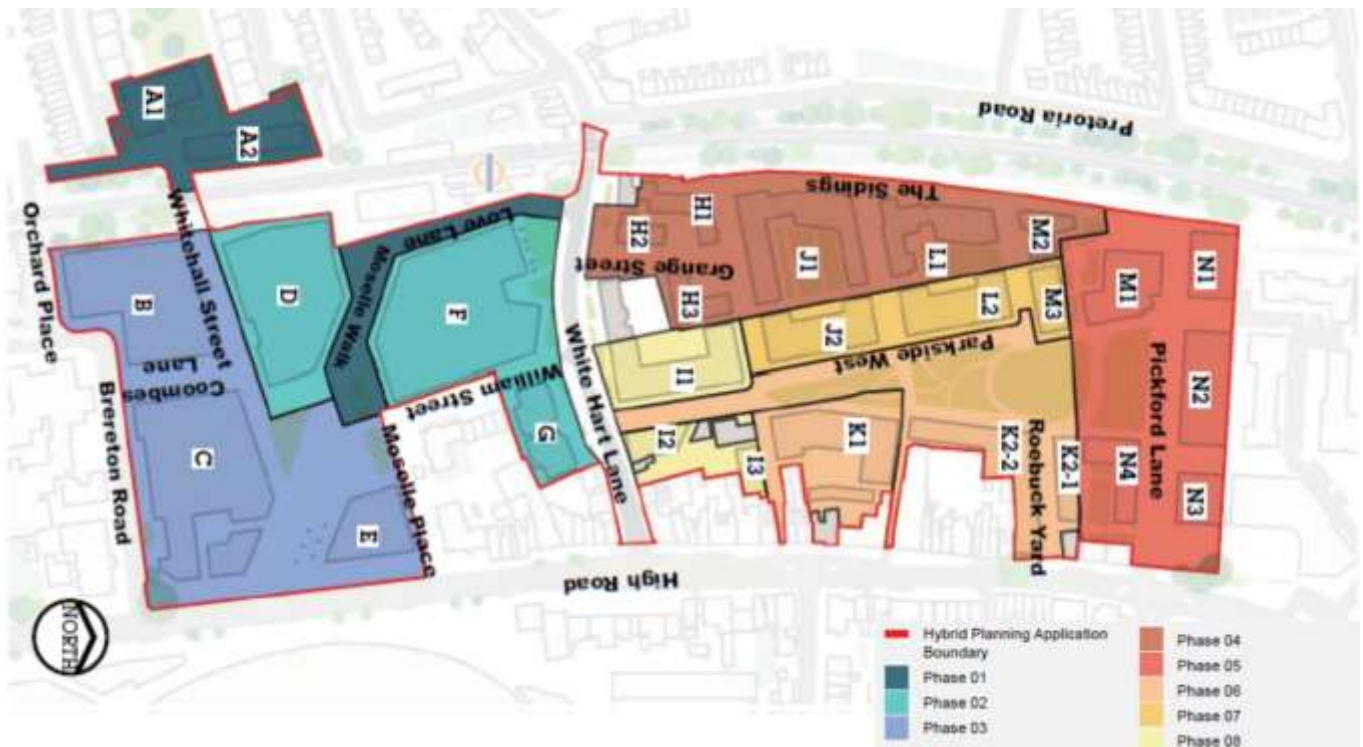 Pretoria Road
A1
A2
The Sidings
Whitehall Street
Orchard Place
Love Lane
Moselle Walk
H1
H2
Grange Street
H3
J1
L1
M2
M1
N1
B
D
F
White Hart Lane
I1
J2
L2
M3
Parkside West
Pickford Lane
N2
Coombes
Lane
Brereton Road
C
E
Moselle Place
William Street
G
I2
I3
K1
K2-2
Roebuck Yard
K2-1
N4
N3
High Road
NORTH
Hybrid Planning Application
Boundary
Phase 01
Phase 02
Phase 03
Phase 04
Phase 05
Phase 06
Phase 07
Phase 08